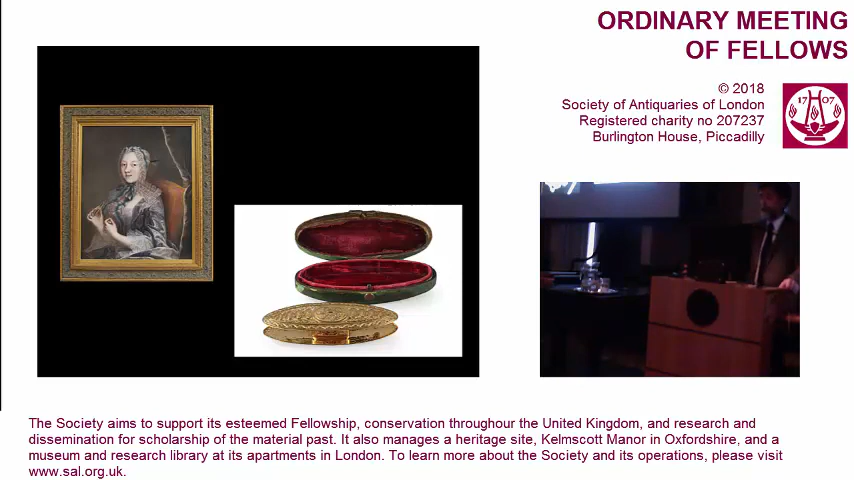 ORDINARY MEETING
OF FELLOWS
© 2018
Society of Antiquaries of London
Registered charity no 207237
Burlington House, Piccadilly
17 07
The Society aims to support its esteemed Fellowship, conservation throughour the United Kingdom, and research and
dissemination for scholarship of the material past. It also manages a heritage site, Kelmscott Manor in Oxfordshire, and a
museum and research library at its apartments in London. To learn more about the Society and its operations, please visit
www.sal.org.uk.